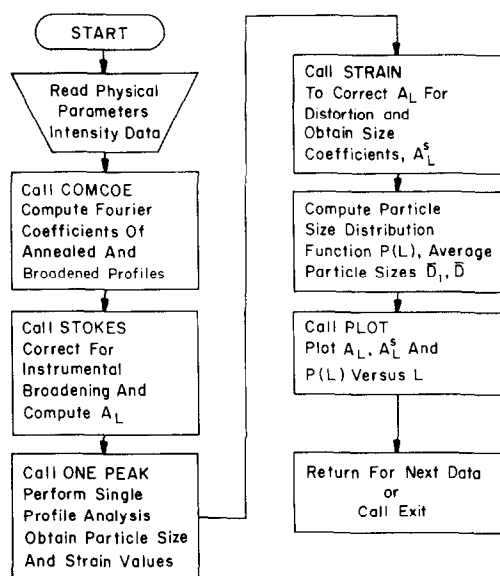 START
Read Physical
Parameters
Intensity Data
Call COMCOE
Compute Fourier
Coefficients Of
Annealed And
Broadened Profiles
Call STOKES
Correct For
Instrumental
Broadening And
Compute A_L
Call ONE PEAK
Perform Single
Profile Analysis
Obtain Particle Size
And Strain Values
Call STRAIN
To Correct A_L For
Distortion and
Obtain Size
Coefficients, A_L^s
Compute Particle
Size Distribution
Function P(L), Average
Particle Sizes D̄₁, D̄
Call PLOT
Plot A_L, A_L^s And
P(L) Versus L
Return For Next Data
or
Call Exit